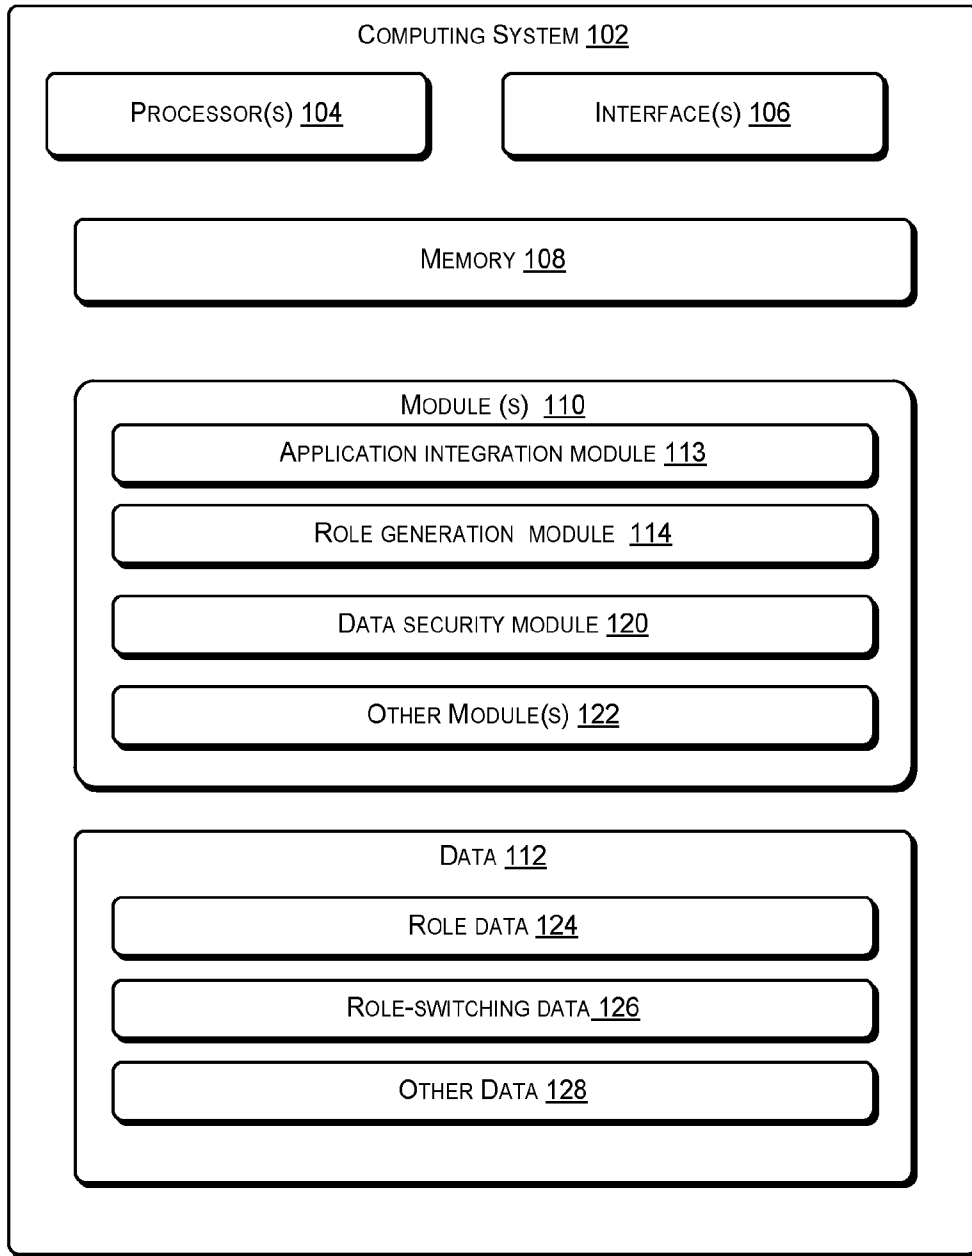 COMPUTING SYSTEM 102
PROCESSOR(S) 104
INTERFACE(S) 106
MEMORY 108
MODULE (S) 110
APPLICATION INTEGRATION MODULE 113
ROLE GENERATION MODULE 114
DATA SECURITY MODULE 120
OTHER MODULE(S) 122
DATA 112
ROLE DATA 124
ROLE-SWITCHING DATA 126
OTHER DATA 128